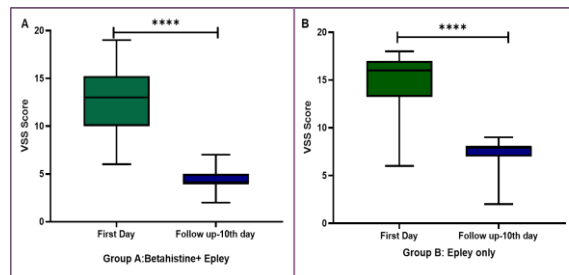 A
****
20
15
10
5
0
VSS Score
First Day
Follow up-10th day
Group A:Betahistine+ Epley
B
****
20
15
10
5
0
VSS Score
First Day
Follow up-10th day
Group B: Epley only